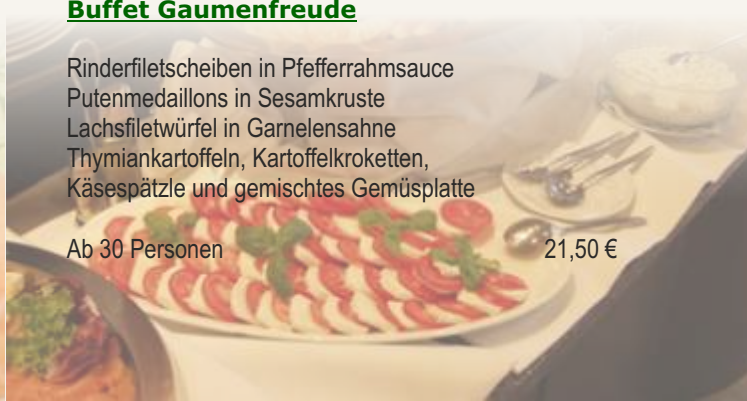 Buffet Gaumenfreude
Rinderfiletscheiben in Pfefferrahmsauce
Putenmedaillons in Sesamkruste
Lachsfiletwürfel in Garnelensahne
Thymiankartoffeln, Kartoffelkroketten,
Käsespätzle und gemischtes Gemüsplatte
Ab 30 Personen 21,50 €